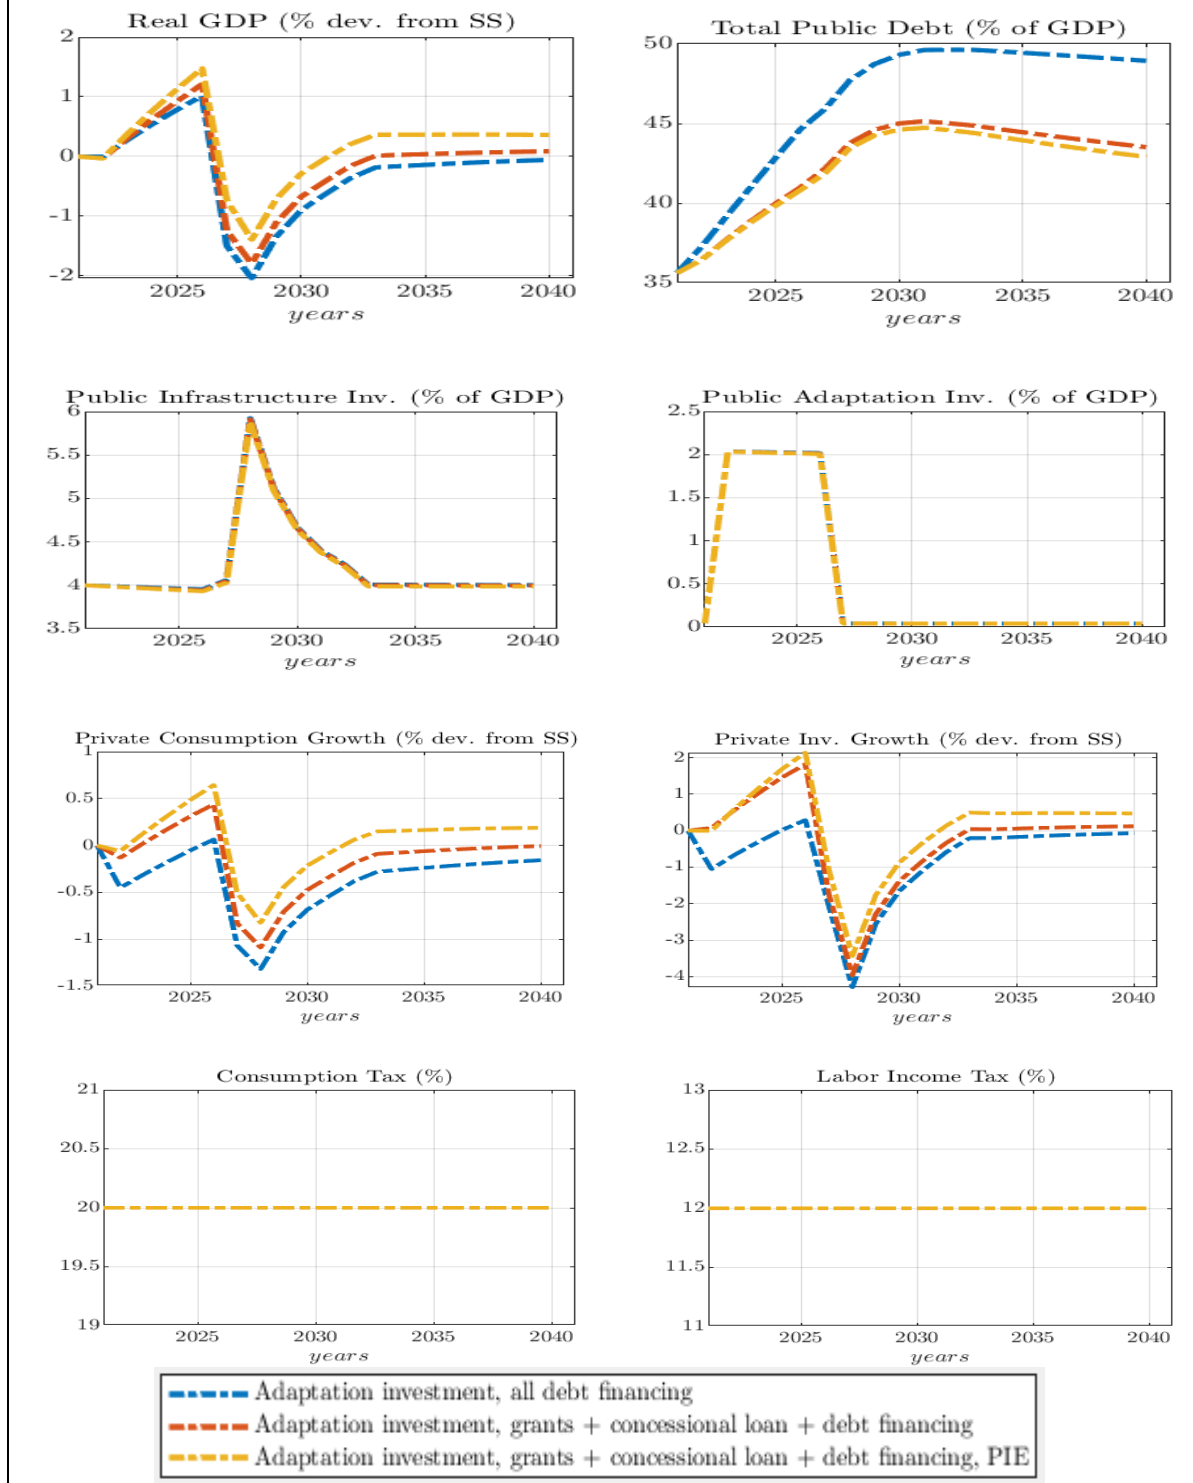 Real GDP (% dev. from SS)
2
1
0
-1
-2
2025 2030 2035 2040
years
Total Public Debt (% of GDP)
50
45
40
35
2025 2030 2035 2040
years
Public Infrastructure Inv. (% of GDP)
6
5.5
5
4.5
4
3.5
2025 2030 2035 2040
years
Public Adaptation Inv. (% of GDP)
2.5
2
1.5
1
0.5
0
2025 2030 2035 2040
years
Private Consumption Growth (% dev. from SS)
1
0.5
0
-0.5
-1
-1.5
2025 2030 2035 2040
years
Private Inv. Growth (% dev. from SS)
2
1
0
-1
-2
-3
-4
2025 2030 2035 2040
years
Consumption Tax (%)
21
20.5
20
19.5
19
2025 2030 2035 2040
years
Labor Income Tax (%)
13
12.5
12
11.5
11
2025 2030 2035 2040
years
Adaptation investment, all debt financing
Adaptation investment, grants + concessional loan + debt financing
Adaptation investment, grants + concessional loan + debt financing, PIE